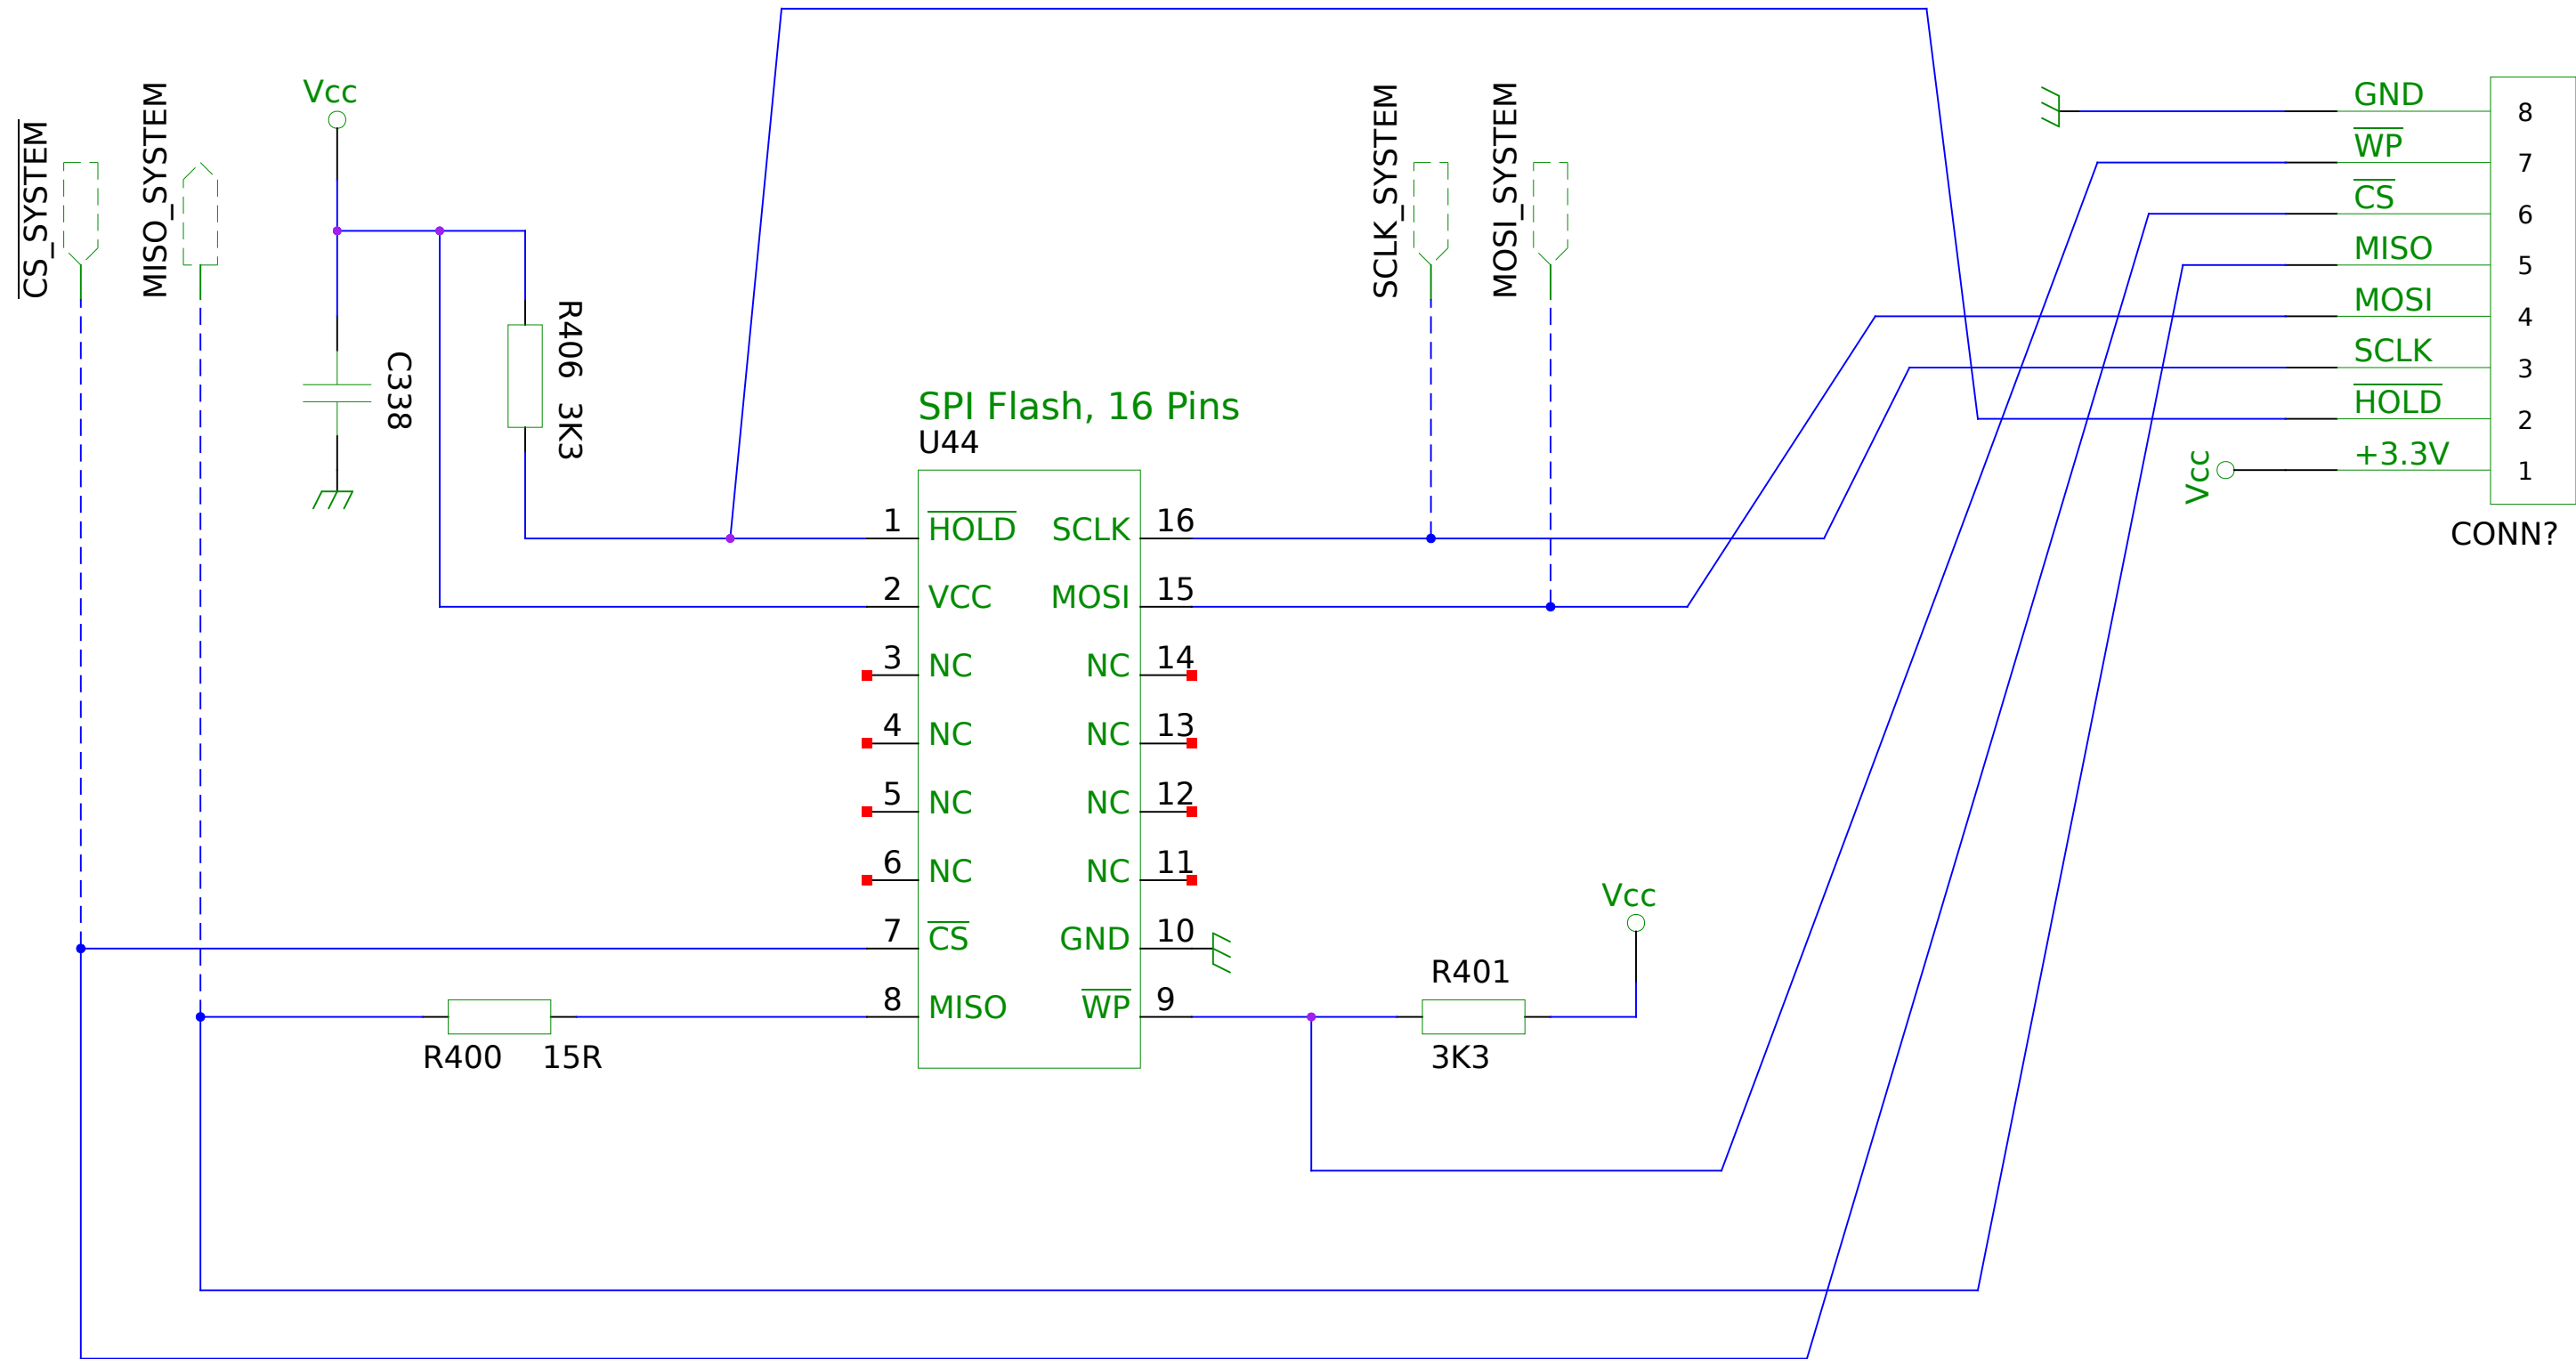 Vcc
CS_SYSTEM
MISO_SYSTEM
SCLK_SYSTEM
MOSI_SYSTEM
GND
8
WP
7
CS
6
MISO
5
MOSI
4
SCLK
3
HOLD
2
+3.3V
1
Vcc
CONN?
C338
R406 3K3
SPI Flash, 16 Pins
U44
1 HOLD SCLK 16
2 VCC MOSI 15
3 NC NC 14
4 NC NC 13
5 NC NC 12
6 NC NC 11
7 CS GND 10
8 MISO WP 9
Vcc
R401
3K3
R400 15R